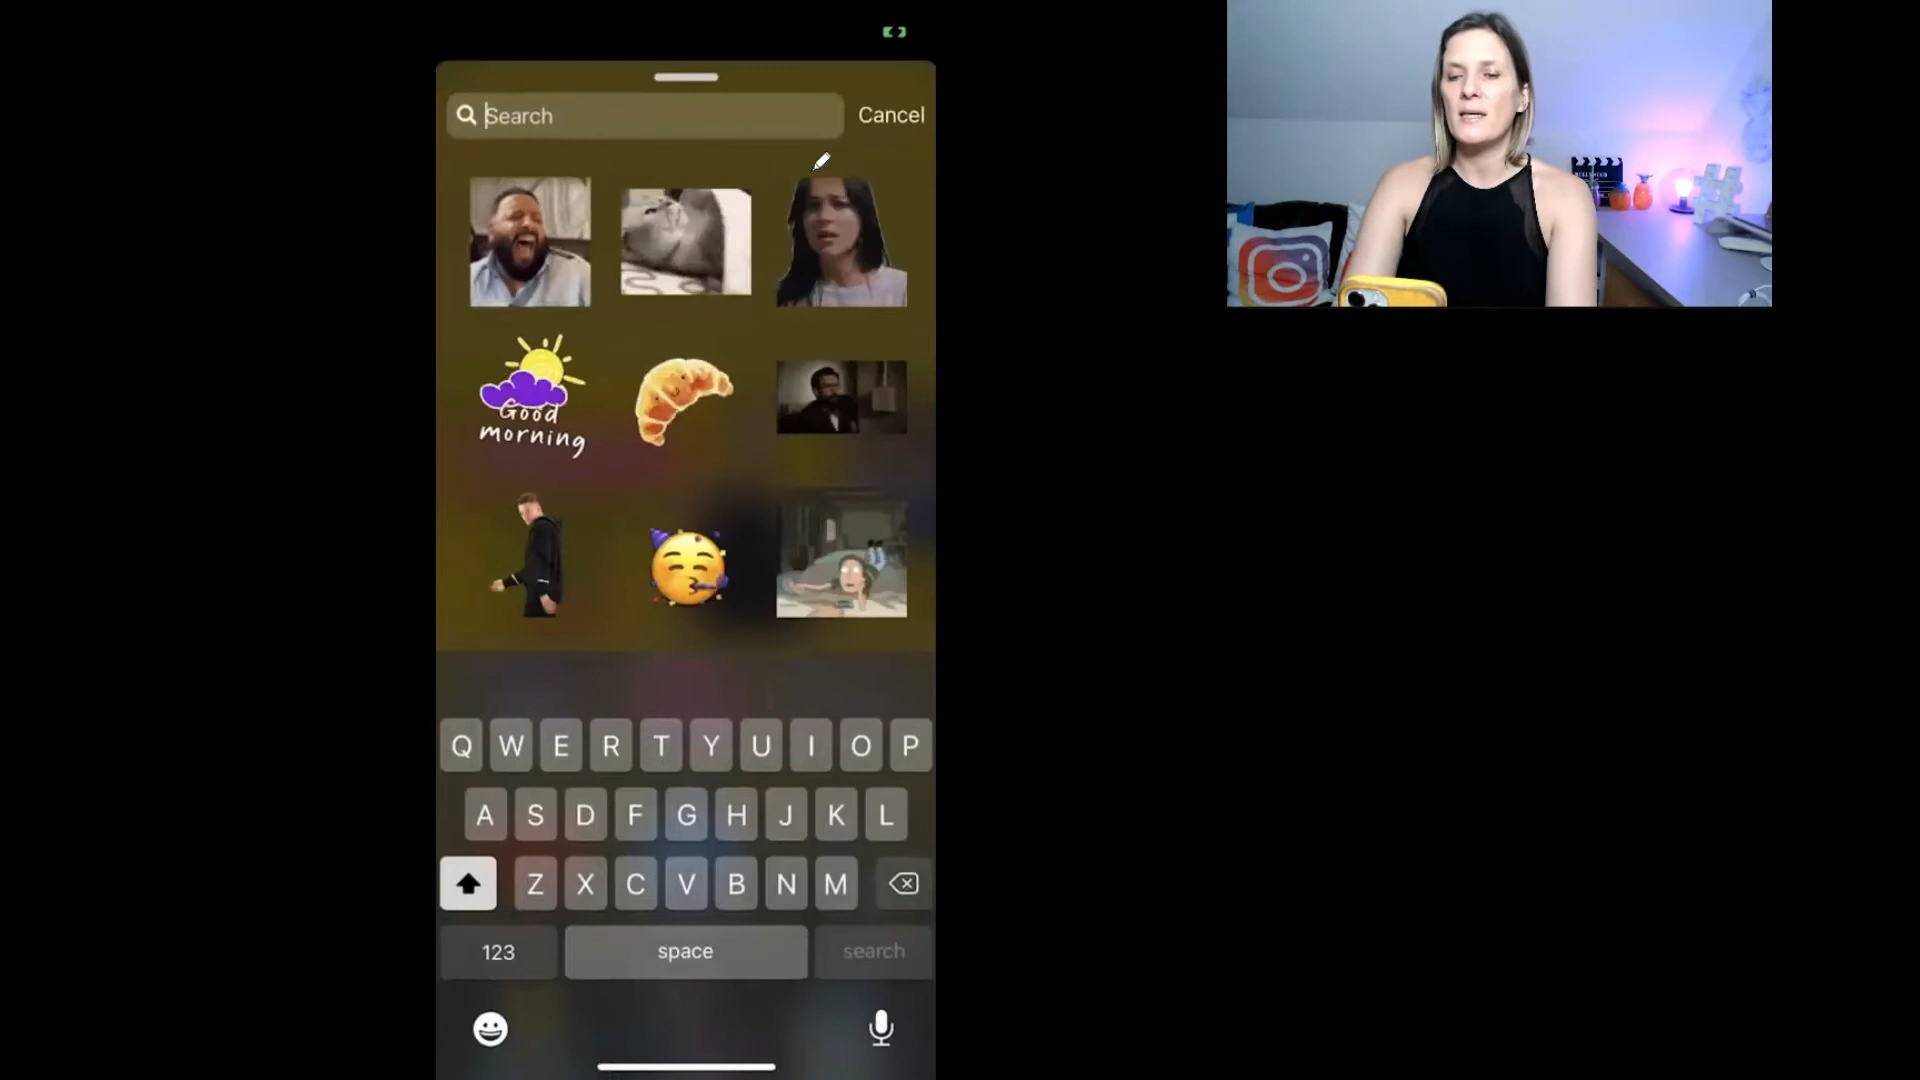 Search
Cancel
Good
morning
Q W E R T Y U I O P
A S D F G H J K L
Z X C V B N M
123 space search